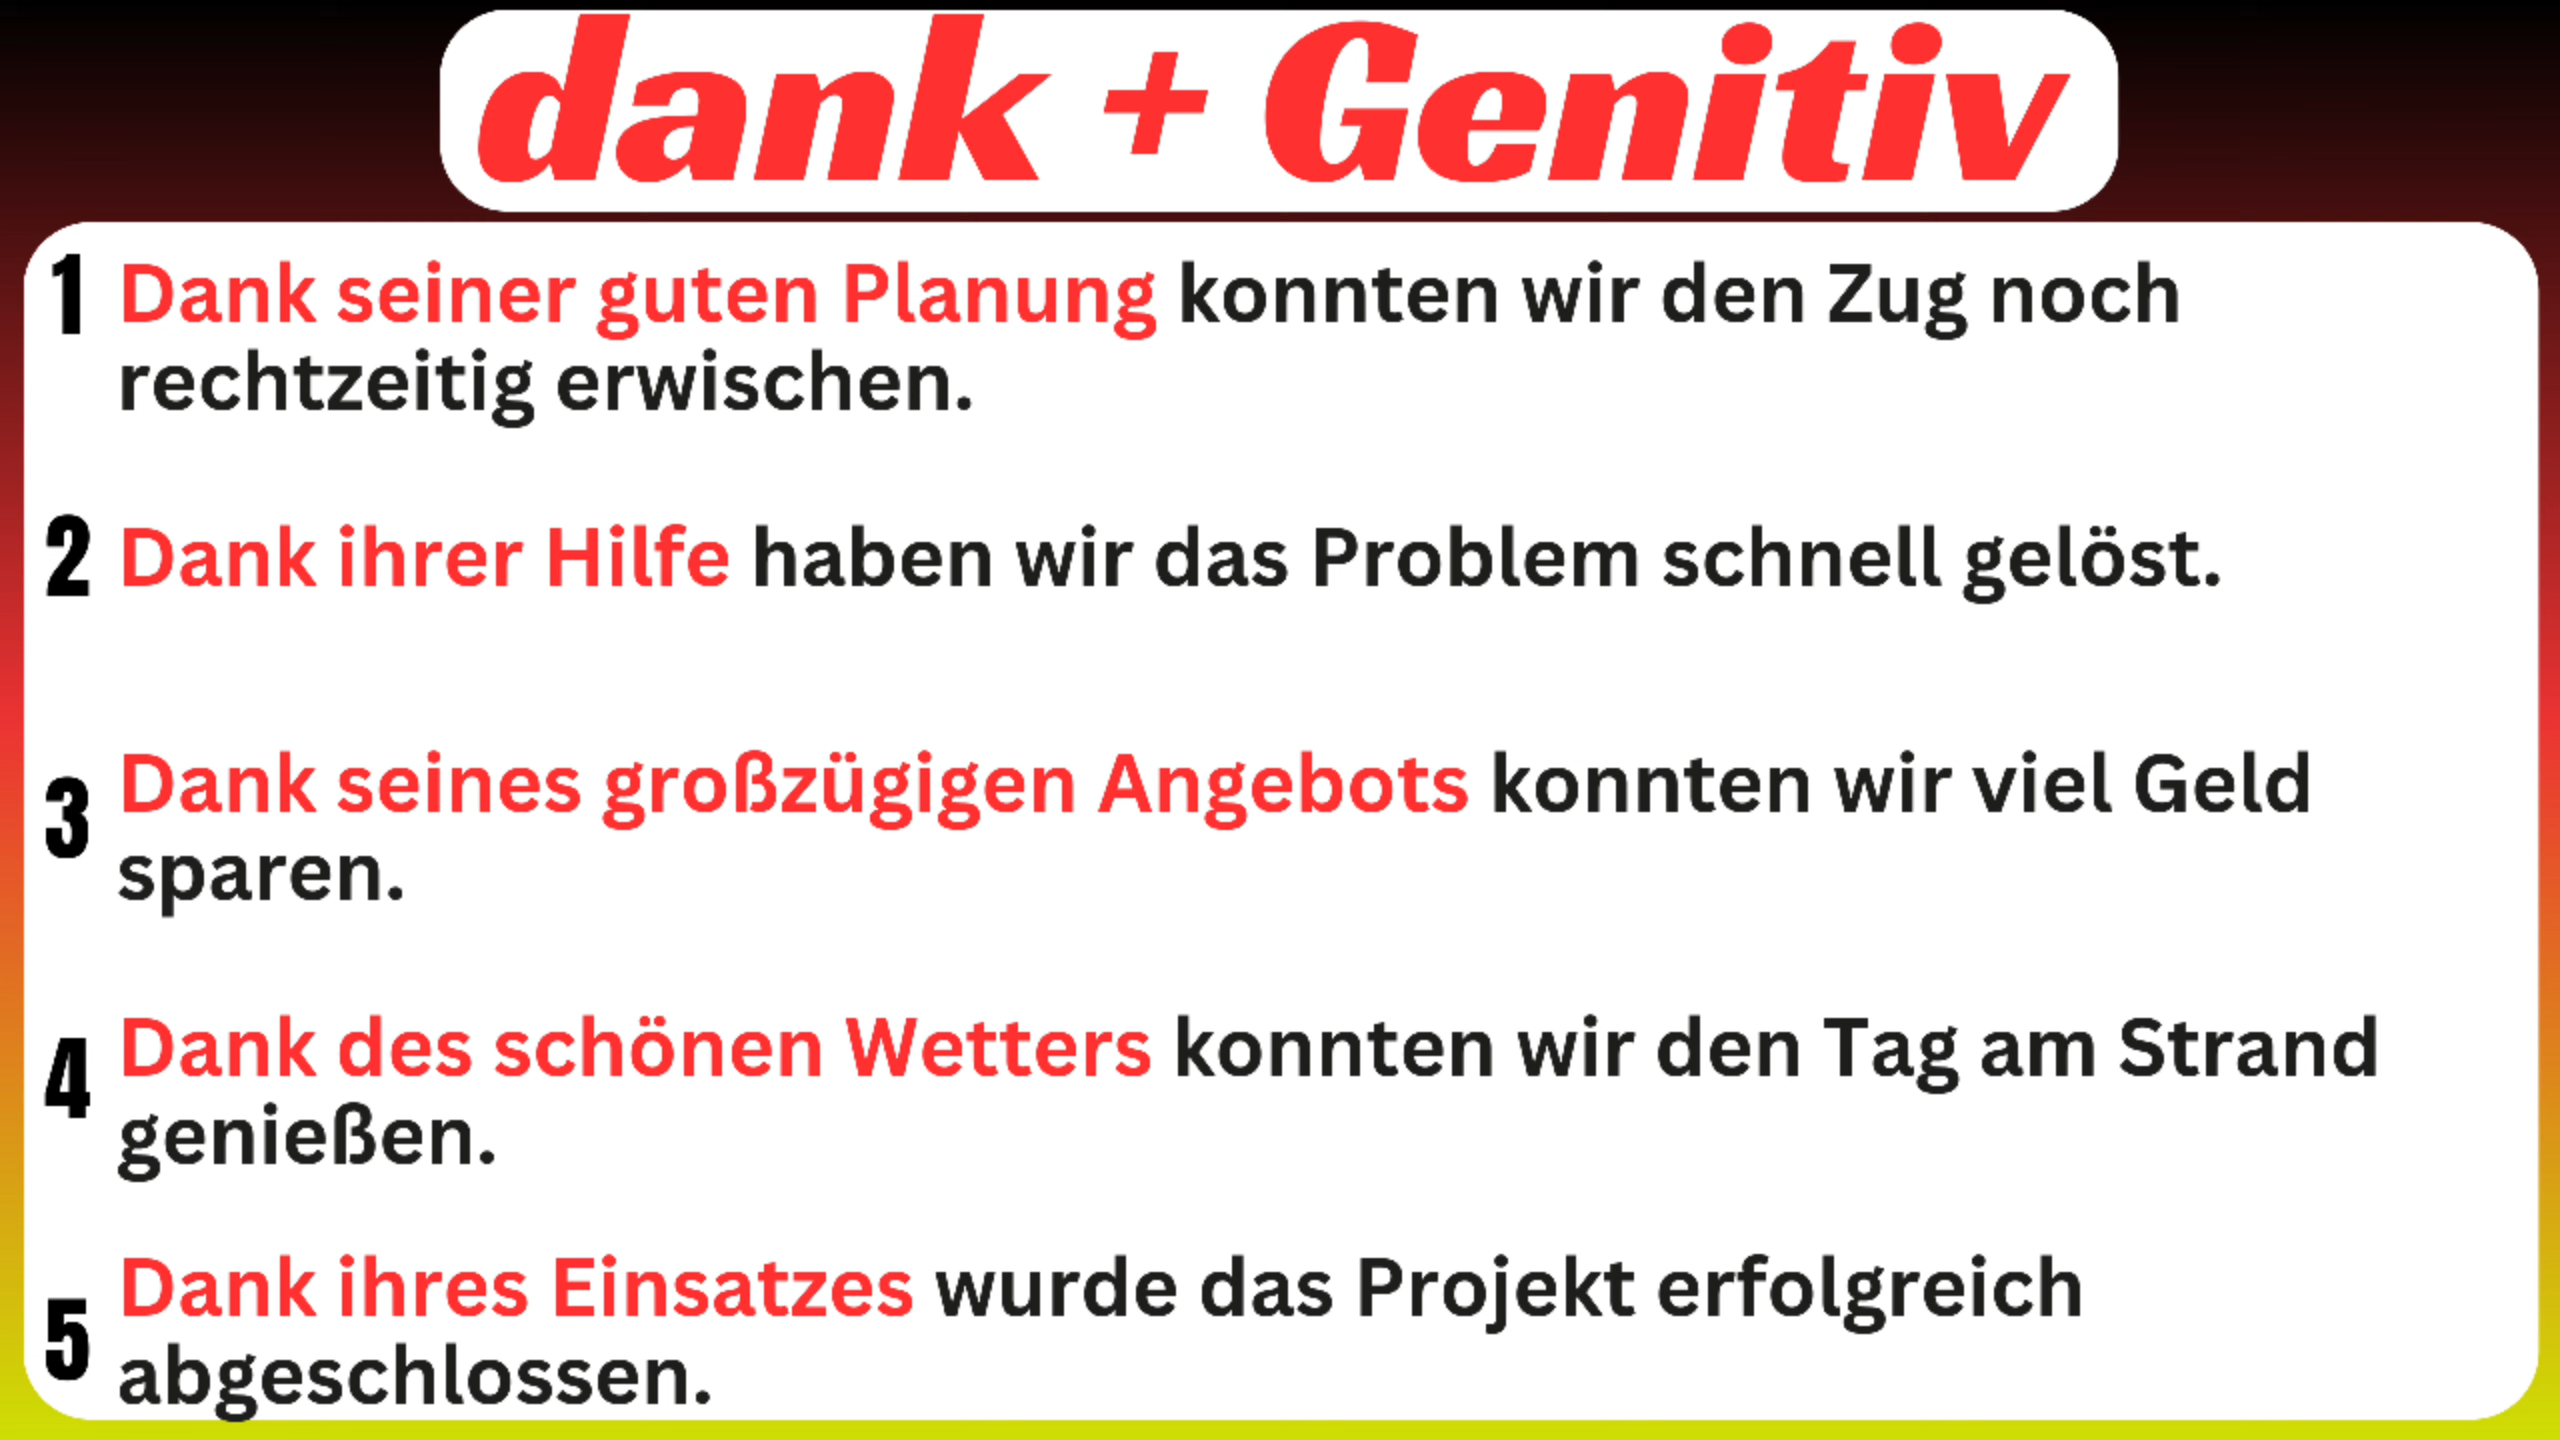 dank + Genitiv
1 Dank seiner guten Planung konnten wir den Zug noch
rechtzeitig erwischen.
2 Dank ihrer Hilfe haben wir das Problem schnell gelöst.
3 Dank seines großzügigen Angebots konnten wir viel Geld
sparen.
4 Dank des schönen Wetters konnten wir den Tag am Strand
genießen.
5 Dank ihres Einsatzes wurde das Projekt erfolgreich
abgeschlossen.